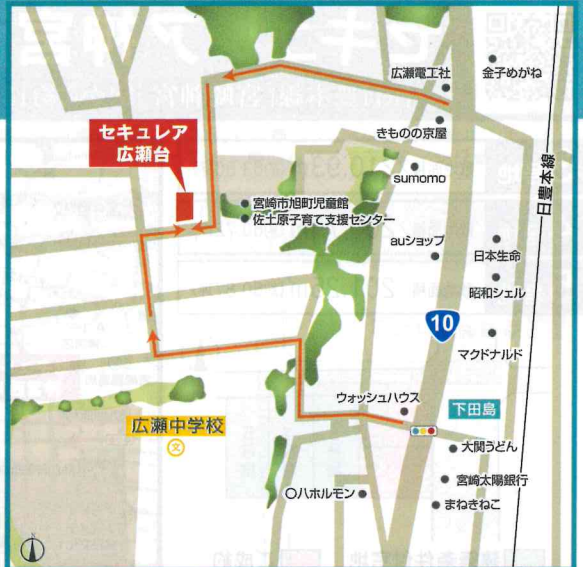 広瀬電工社
金子めがね
きものの京屋
セキュレア
広瀬台
sumomo
日豊本線
宮崎市旭町児童館
佐土原子育て支援センター
auショップ
日本生命
昭和シェル
10
マクドナルド
ウォッシュハウス
下田島
広瀬中学校
文
大関うどん
宮崎太陽銀行
〇八ホルモン
まねきねこ